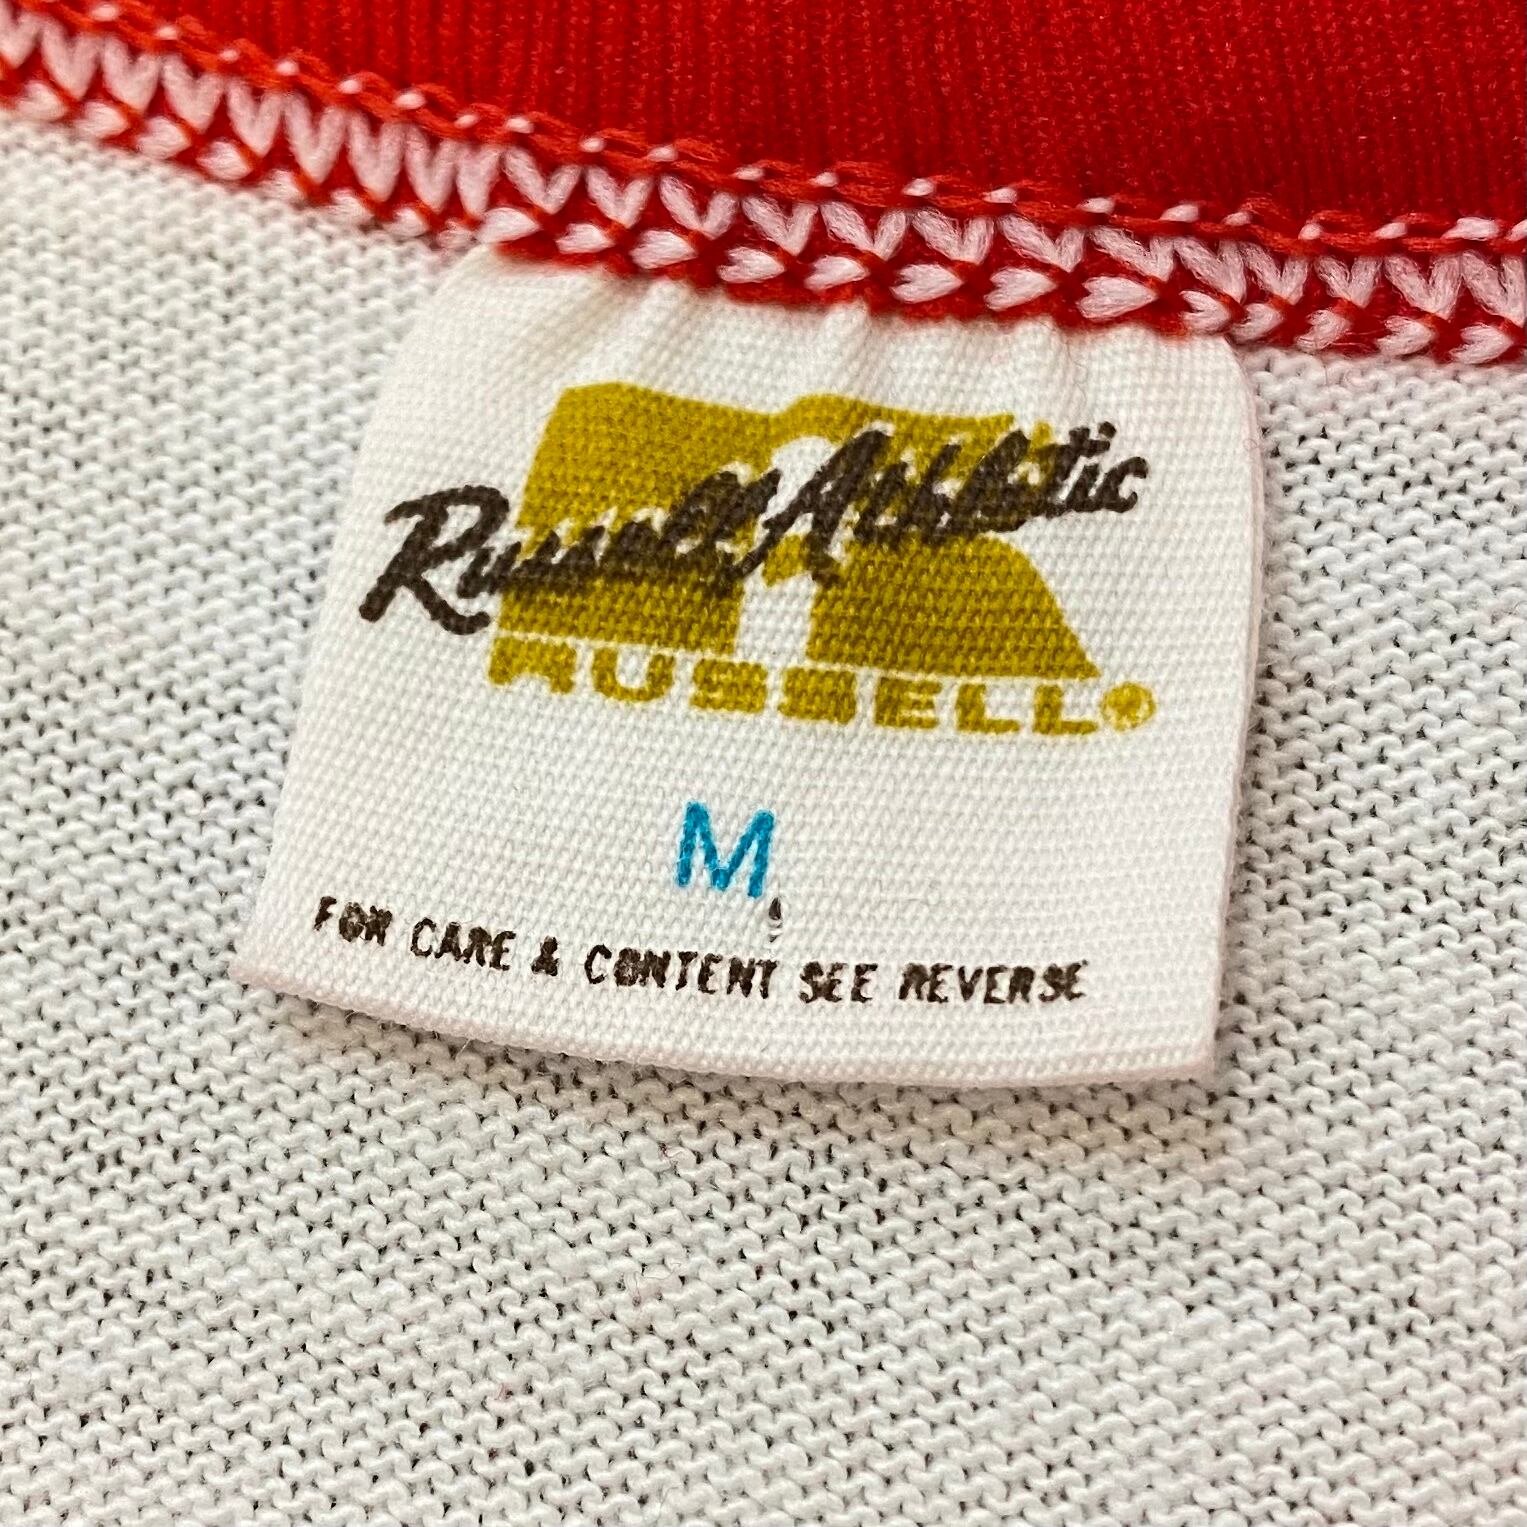 Russell Athletic
RUSSELL®
M
FOR CARE & CONTENT SEE REVERSE